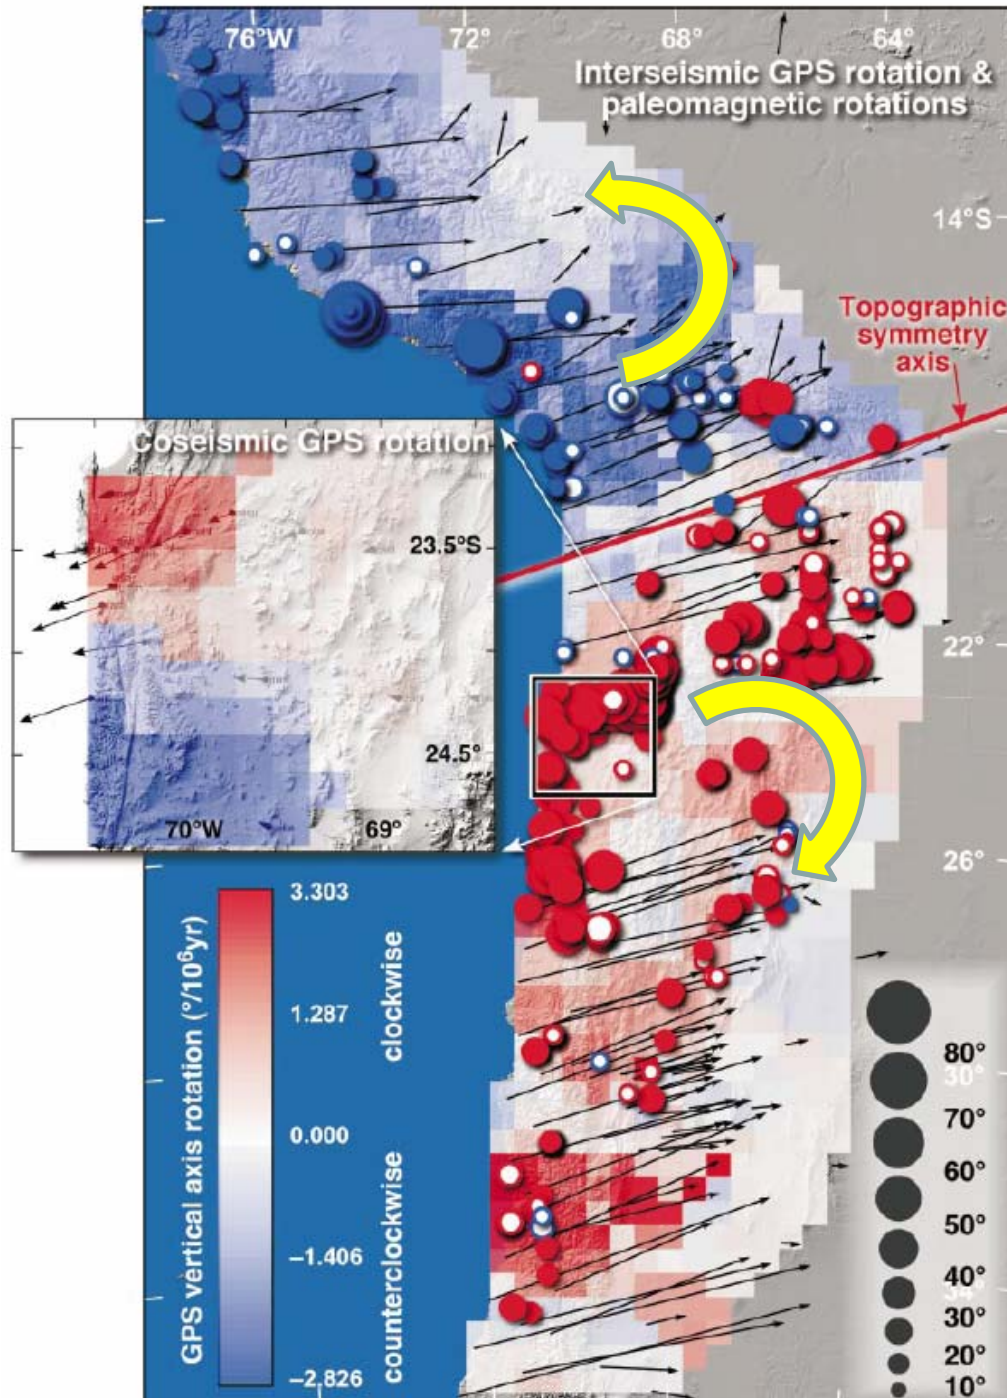 76°W 72° 68° 64°
Interseismic GPS rotation &
paleomagnetic rotations
14°S
Topographic
symmetry
axis
Coseismic GPS rotation
23.5°S
22°
24.5°
70°W 69°
26°
3.303
1.287
0.000
−1.406
−2.826
GPS vertical axis rotation (°/10⁶yr)
counterclockwise clockwise
80°
30°
70°
60°
50°
40°
34°
30°
20°
10°